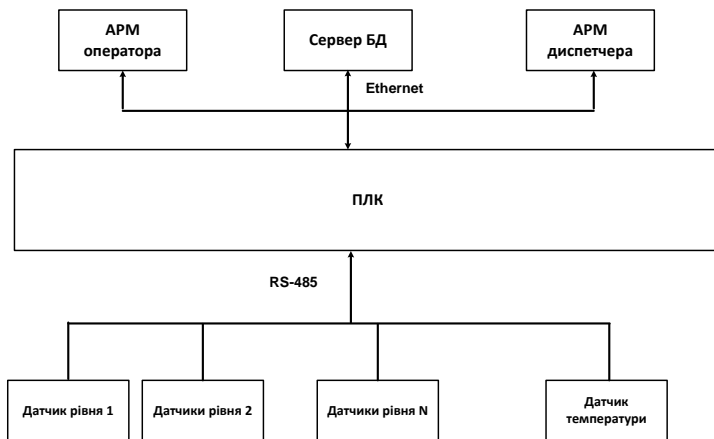 АРМ
оператора
Сервер БД
АРМ
диспетчера
Ethernet
ПЛК
RS-485
Датчик рівня 1
Датчики рівня 2
Датчики рівня N
Датчик
температури